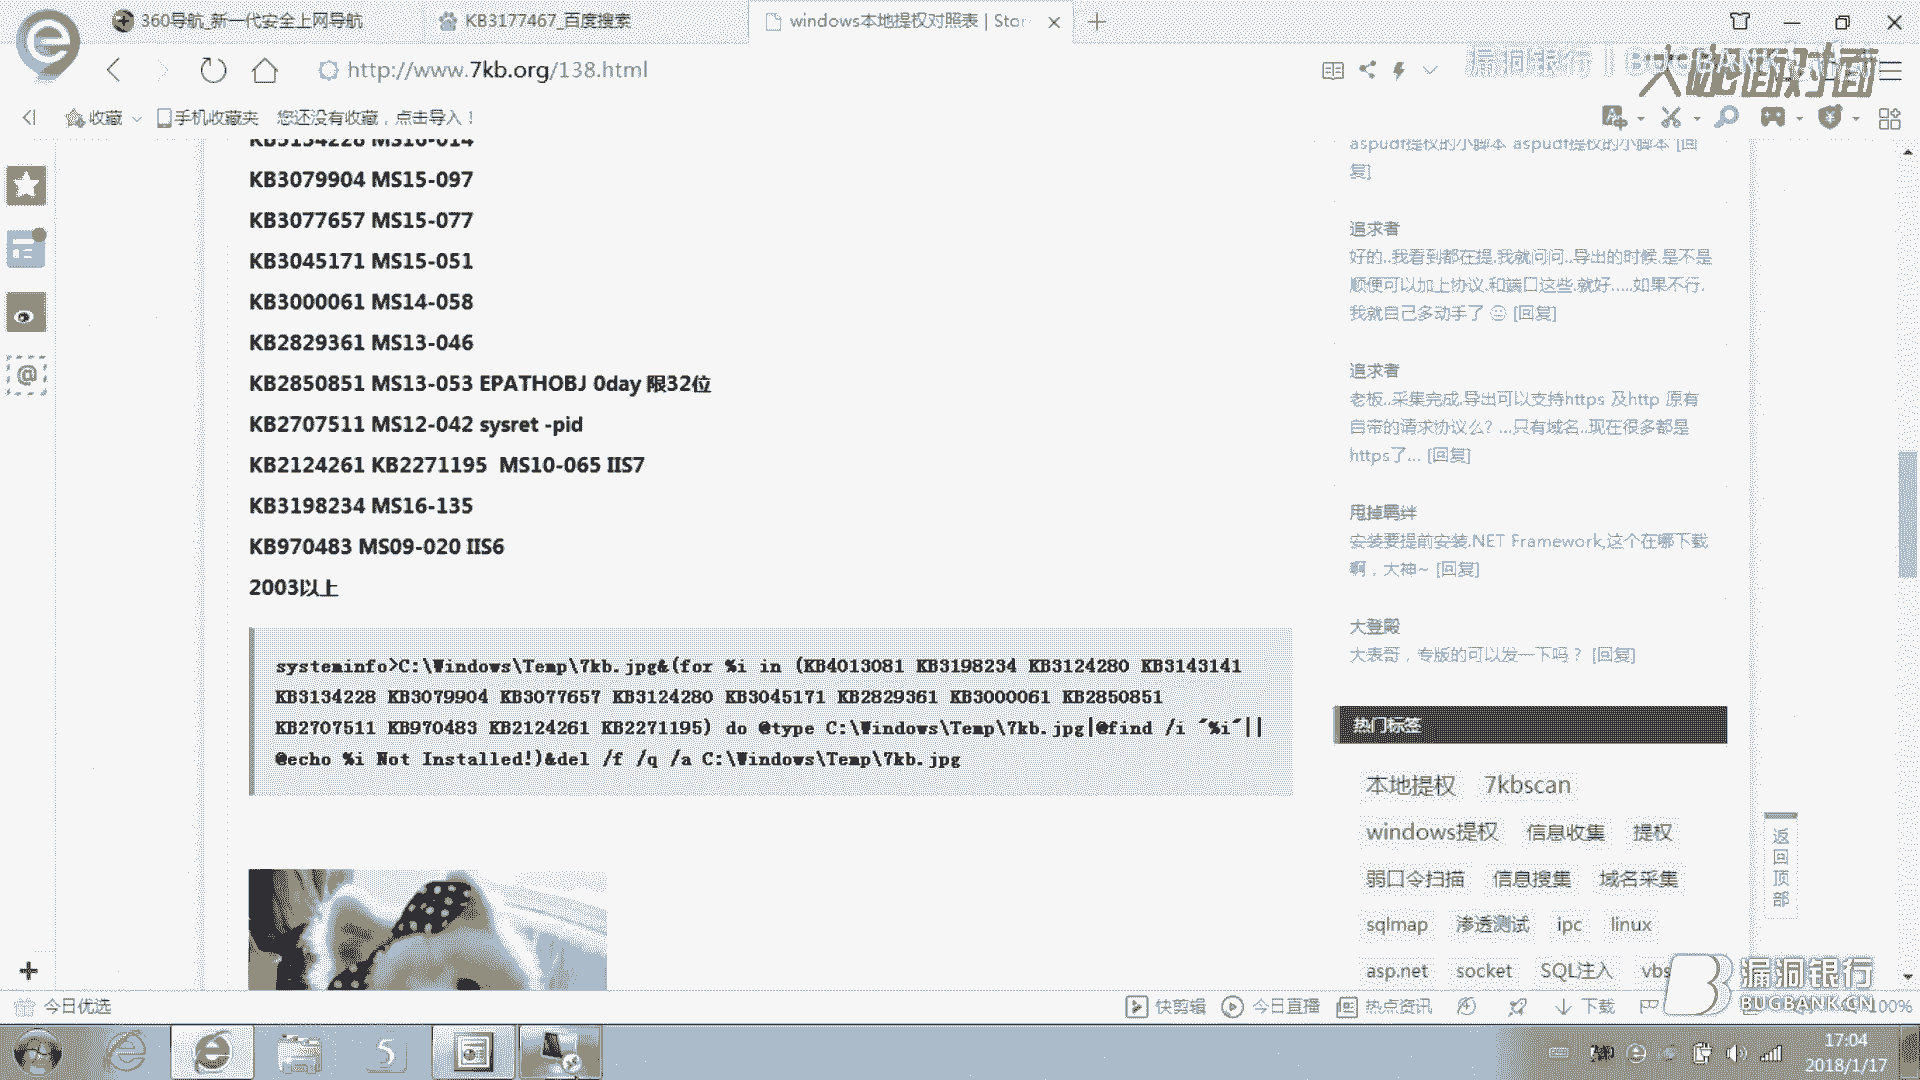 360导航_新一代安全上网导航
KB3177467_百度搜索
windows本地提权对照表 | Stor
http://www.7kb.org/138.html
漏洞银行 | BUGBANK
大咖面对面
收藏
手机收藏夹
您还没有收藏，点击导入！
KB3134228 MS16-014
KB3079904 MS15-097
KB3077657 MS15-077
KB3045171 MS15-051
KB3000061 MS14-058
KB2829361 MS13-046
KB2850851 MS13-053 EPATHOBJ 0day 限32位
KB2707511 MS12-042 sysret -pid
KB2124261 KB2271195  MS10-065 IIS7
KB3198234 MS16-135
KB970483 MS09-020 IIS6
2003以上
systeminfo>C:\Windows\Temp\7kb.jpg&(for %i in (KB4013081 KB3198234 KB3124280 KB3143141
KB3134228 KB3079904 KB3077657 KB3124280 KB3045171 KB2829361 KB3000061 KB2850851
KB2707511 KB970483 KB2124261 KB2271195) do @type C:\Windows\Temp\7kb.jpg|@find /i "%i"||
@echo %i Not Installed!)&del /f /q /a C:\Windows\Temp\7kb.jpg
aspudf提权的小脚本 aspudf提权的小脚本 [回
复]
追求者
好的..我看到都在提.我就问问..导出的时候.是不是
顺便可以加上协议.和端口这些.就好.....如果不行.
我就自己多动手了 [回复]
追求者
老板..采集完成.导出可以支持https 及http 原有
自带的请求协议么? ...只有域名..现在很多都是
https了... [回复]
甩掉羁绊
安装要提前安装.NET Framework,这个在哪下载
啊，大神~ [回复]
大登殿
大表哥，专版的可以发一下吗？ [回复]
热门标签
本地提权 7kbscan
windows提权 信息收集 提权
弱口令扫描 信息搜集 域名采集
sqlmap 渗透测试 ipc linux
asp.net socket SQL注入 vbs
返
回
顶
部
漏洞银行
BUGBANK.CN
今日优选
快剪辑
今日直播
热点资讯
下载
100%
17:04
2018/1/17